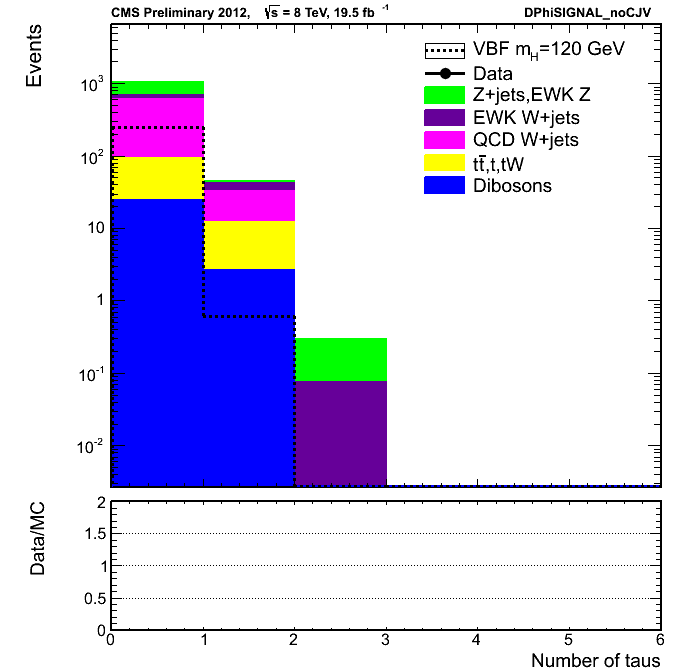 CMS Preliminary 2012, √s = 8 TeV, 19.5 fb⁻¹ DPhiSIGNAL_noCJV
Events
VBF mH=120 GeV
Data
Z+jets,EWK Z
EWK W+jets
QCD W+jets
tt̄,t,tW
Dibosons
10³
10²
10
1
10⁻¹
10⁻²
Data/MC
2
1.5
1
0.5
0
0 1 2 3 4 5 6
Number of taus